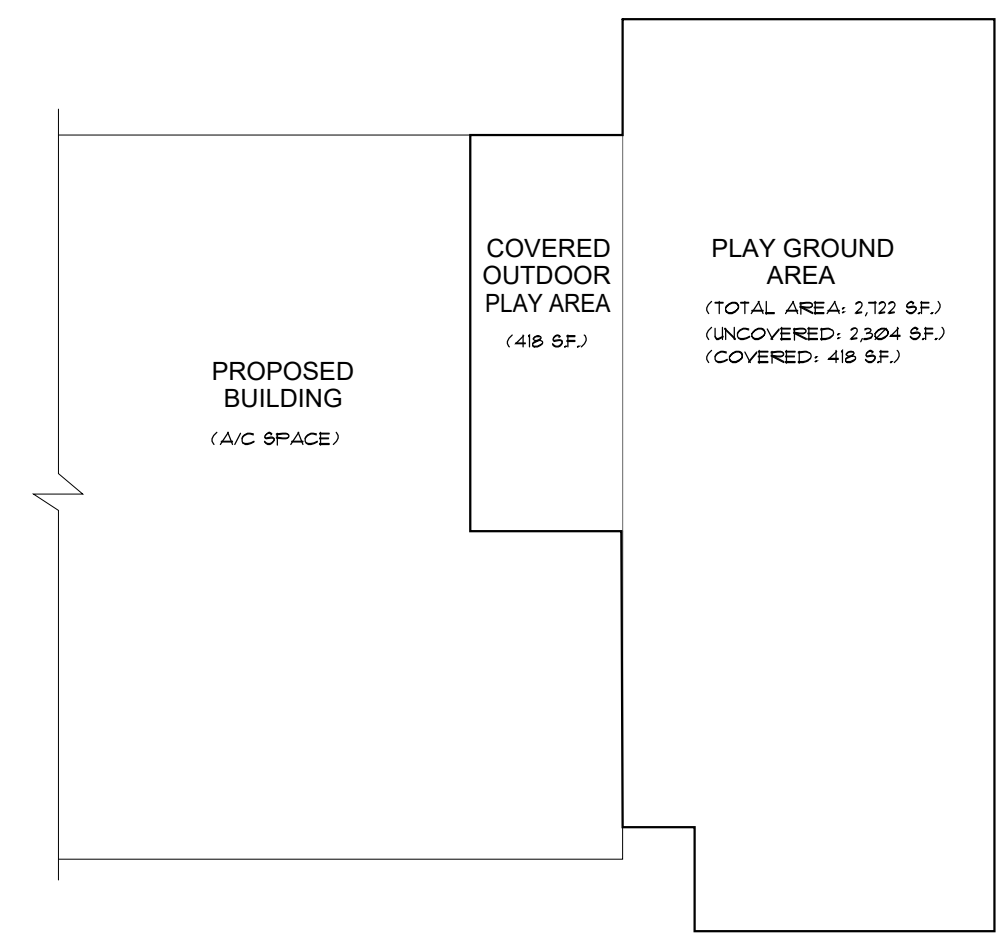 COVERED
OUTDOOR
PLAY AREA
(418 S.F.)
PLAY GROUND
AREA
(TOTAL AREA: 2,722 S.F.)
(UNCOVERED: 2,304 S.F.)
(COVERED: 418 S.F.)
PROPOSED
BUILDING
(A/C SPACE)